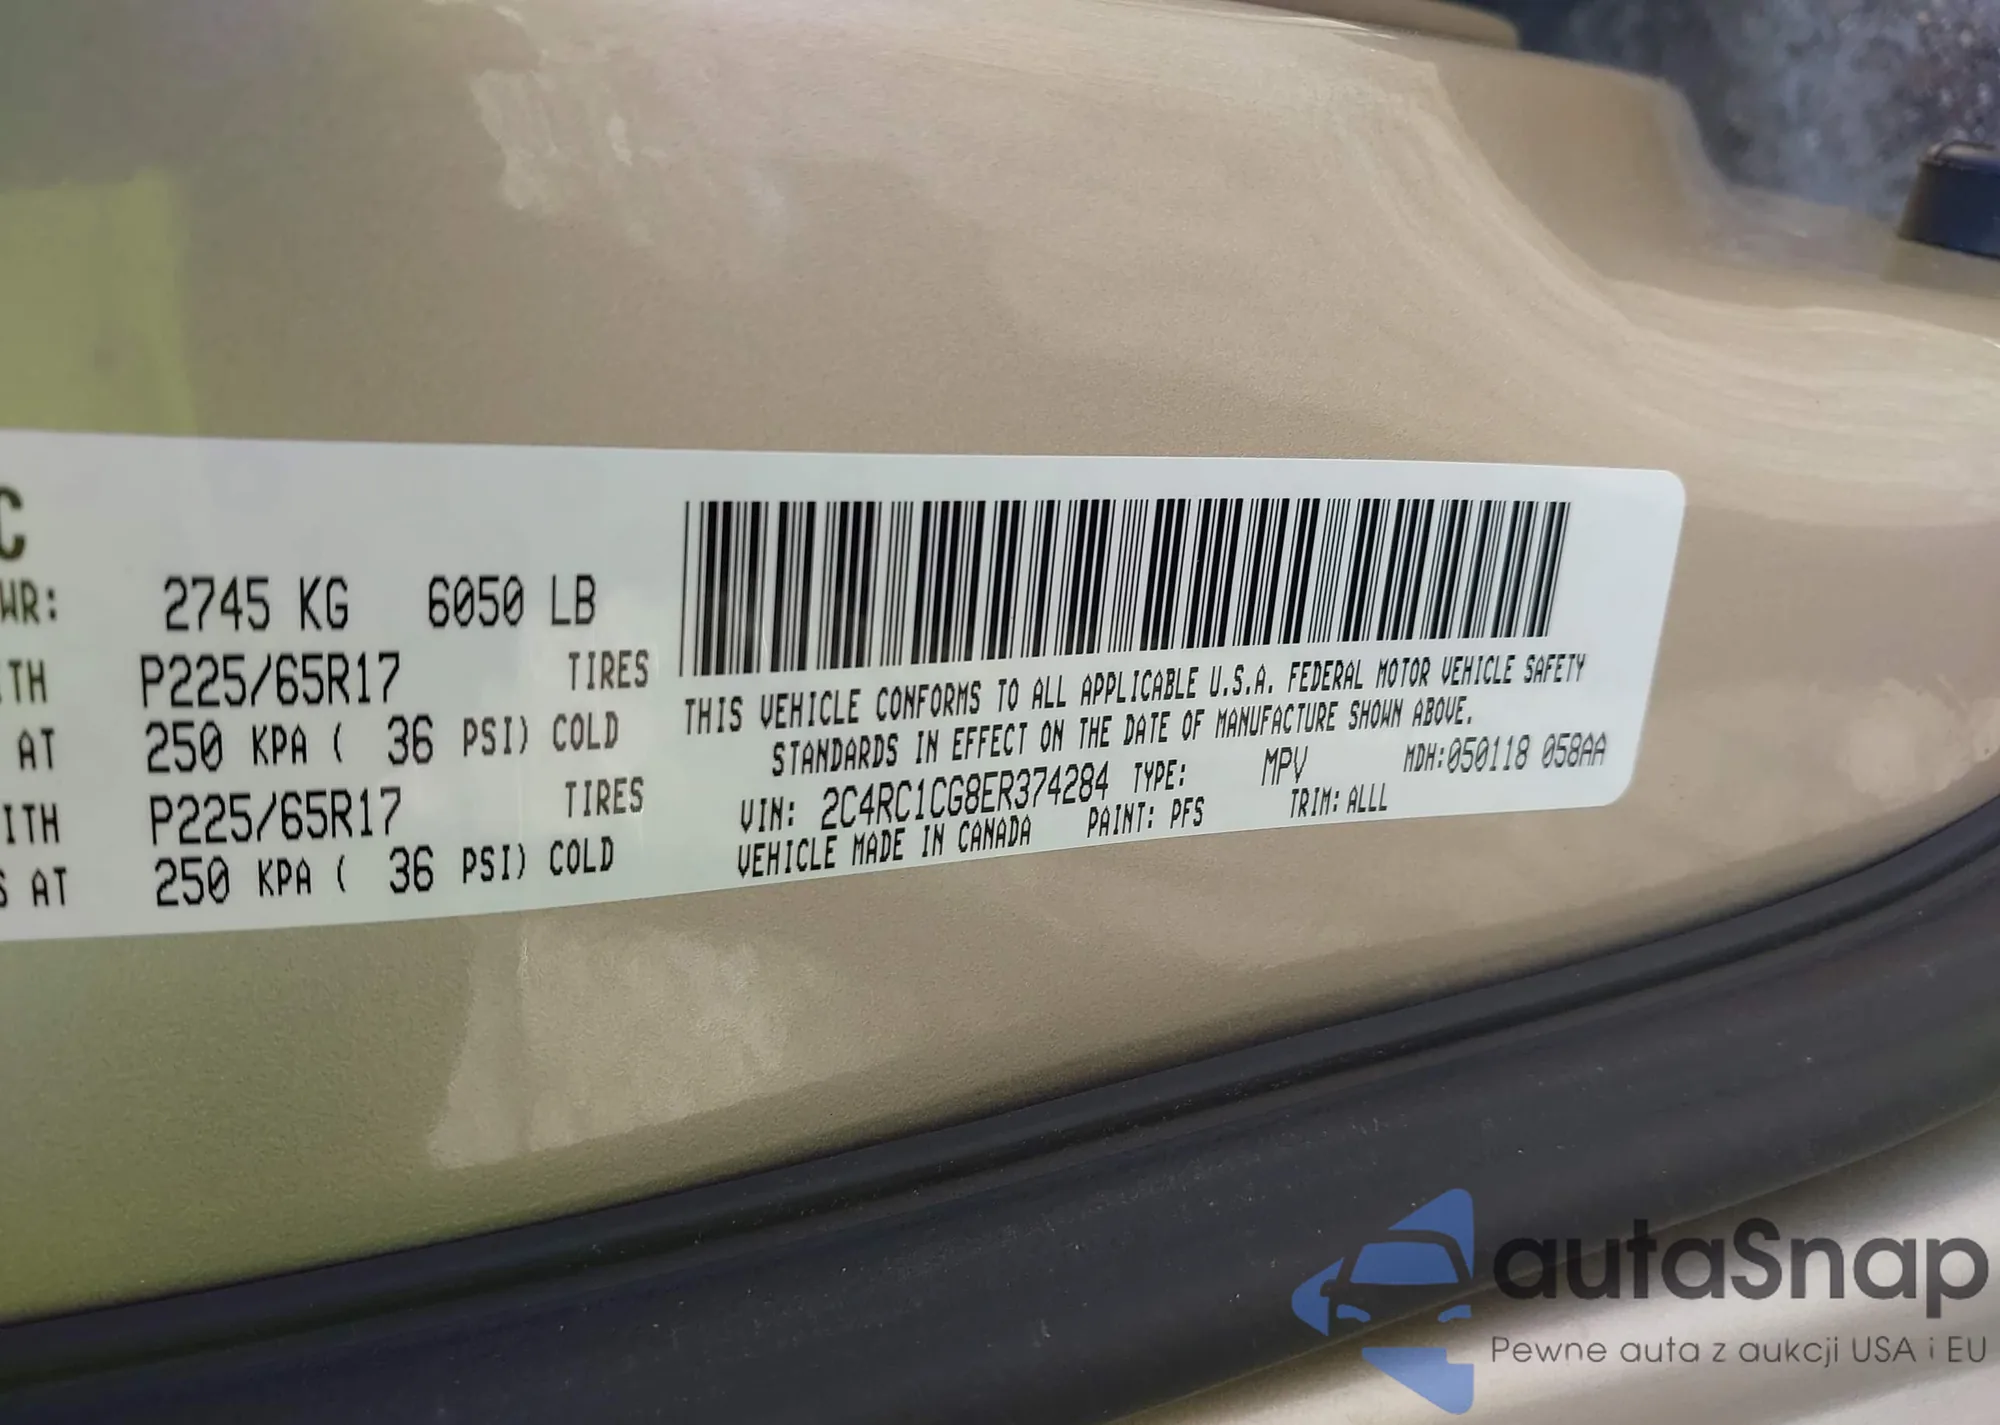 C
WR: 2745 KG 6050 LB
ITH P225/65R17 TIRES
AT 250 KPA ( 36 PSI) COLD
ITH P225/65R17 TIRES
S AT 250 KPA ( 36 PSI) COLD
THIS VEHICLE CONFORMS TO ALL APPLICABLE U.S.A. FEDERAL MOTOR VEHICLE SAFETY
STANDARDS IN EFFECT ON THE DATE OF MANUFACTURE SHOWN ABOVE.
VIN: 2C4RC1CG8ER374284 TYPE: MPV MDH:050118 058AA
VEHICLE MADE IN CANADA PAINT: PFS TRIM: ALLL
autaSnap
Pewne auta z aukcji USA i EU